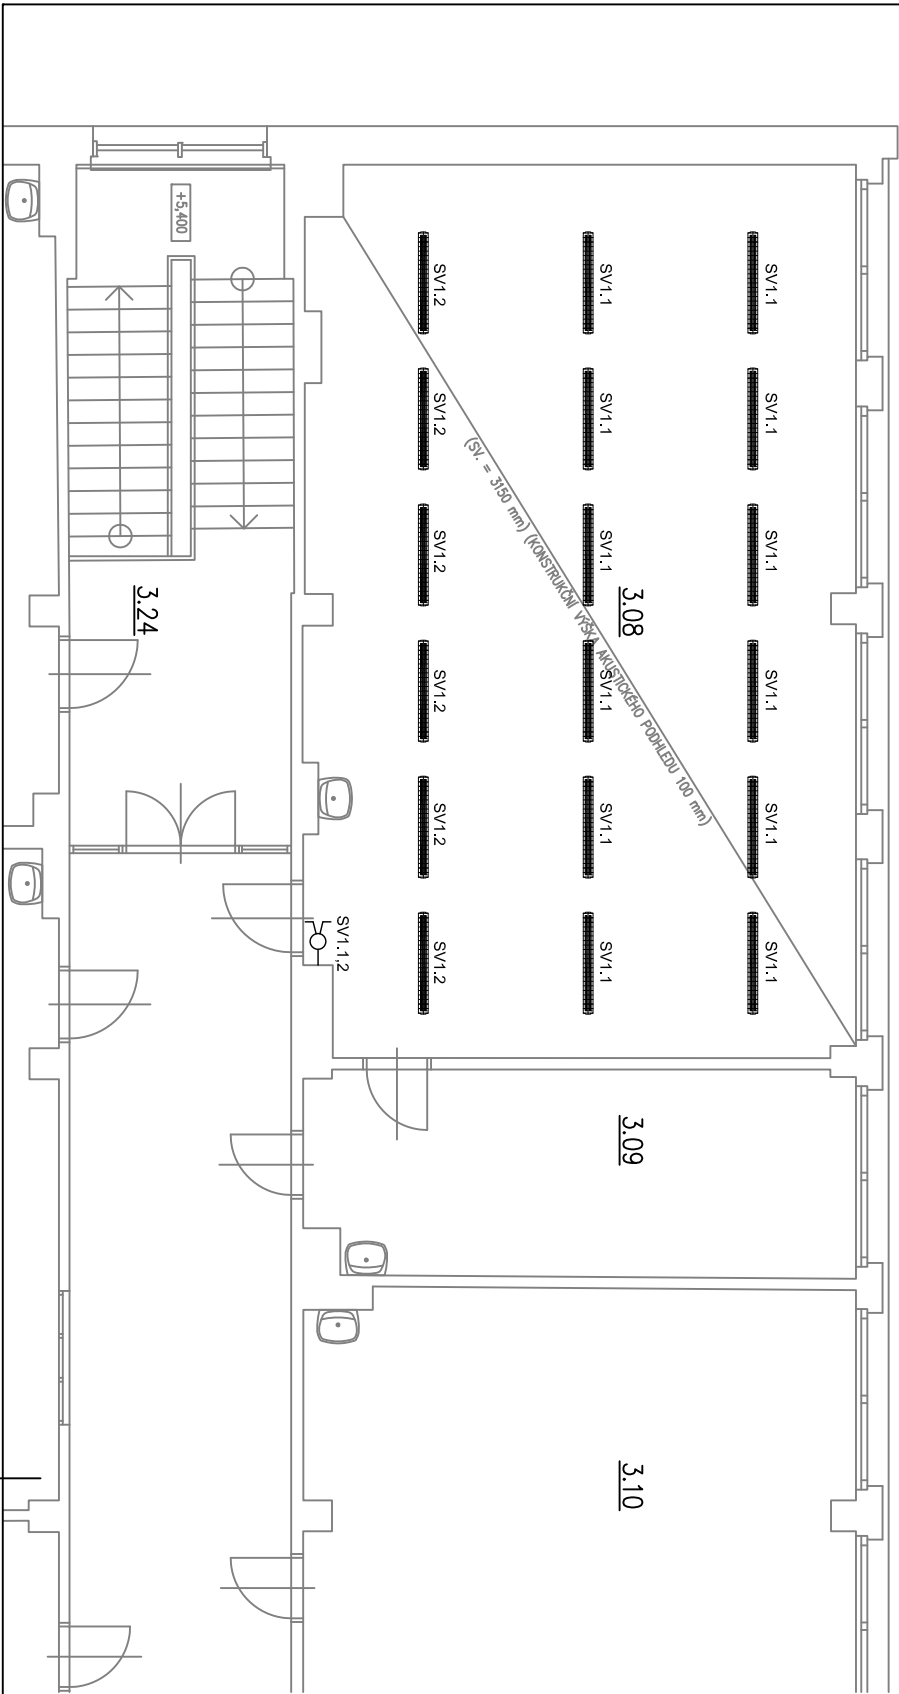 +5,400
SV1.2
SV1.1
SV1.1
SV1.2
SV1.1
SV1.1
SV1.2
SV1.1
SV1.1
SV1.2
SV1.1
SV1.1
SV1.2
SV1.1
SV1.1
SV1.2
SV1.1
SV1.1
(SV. = 3150 mm) (KONSTRUKČNÍ VÝŠKA AKUSTICKÉHO PODHLEDU 100 mm)
3.08
3.24
SV1.1,2
3.09
3.10